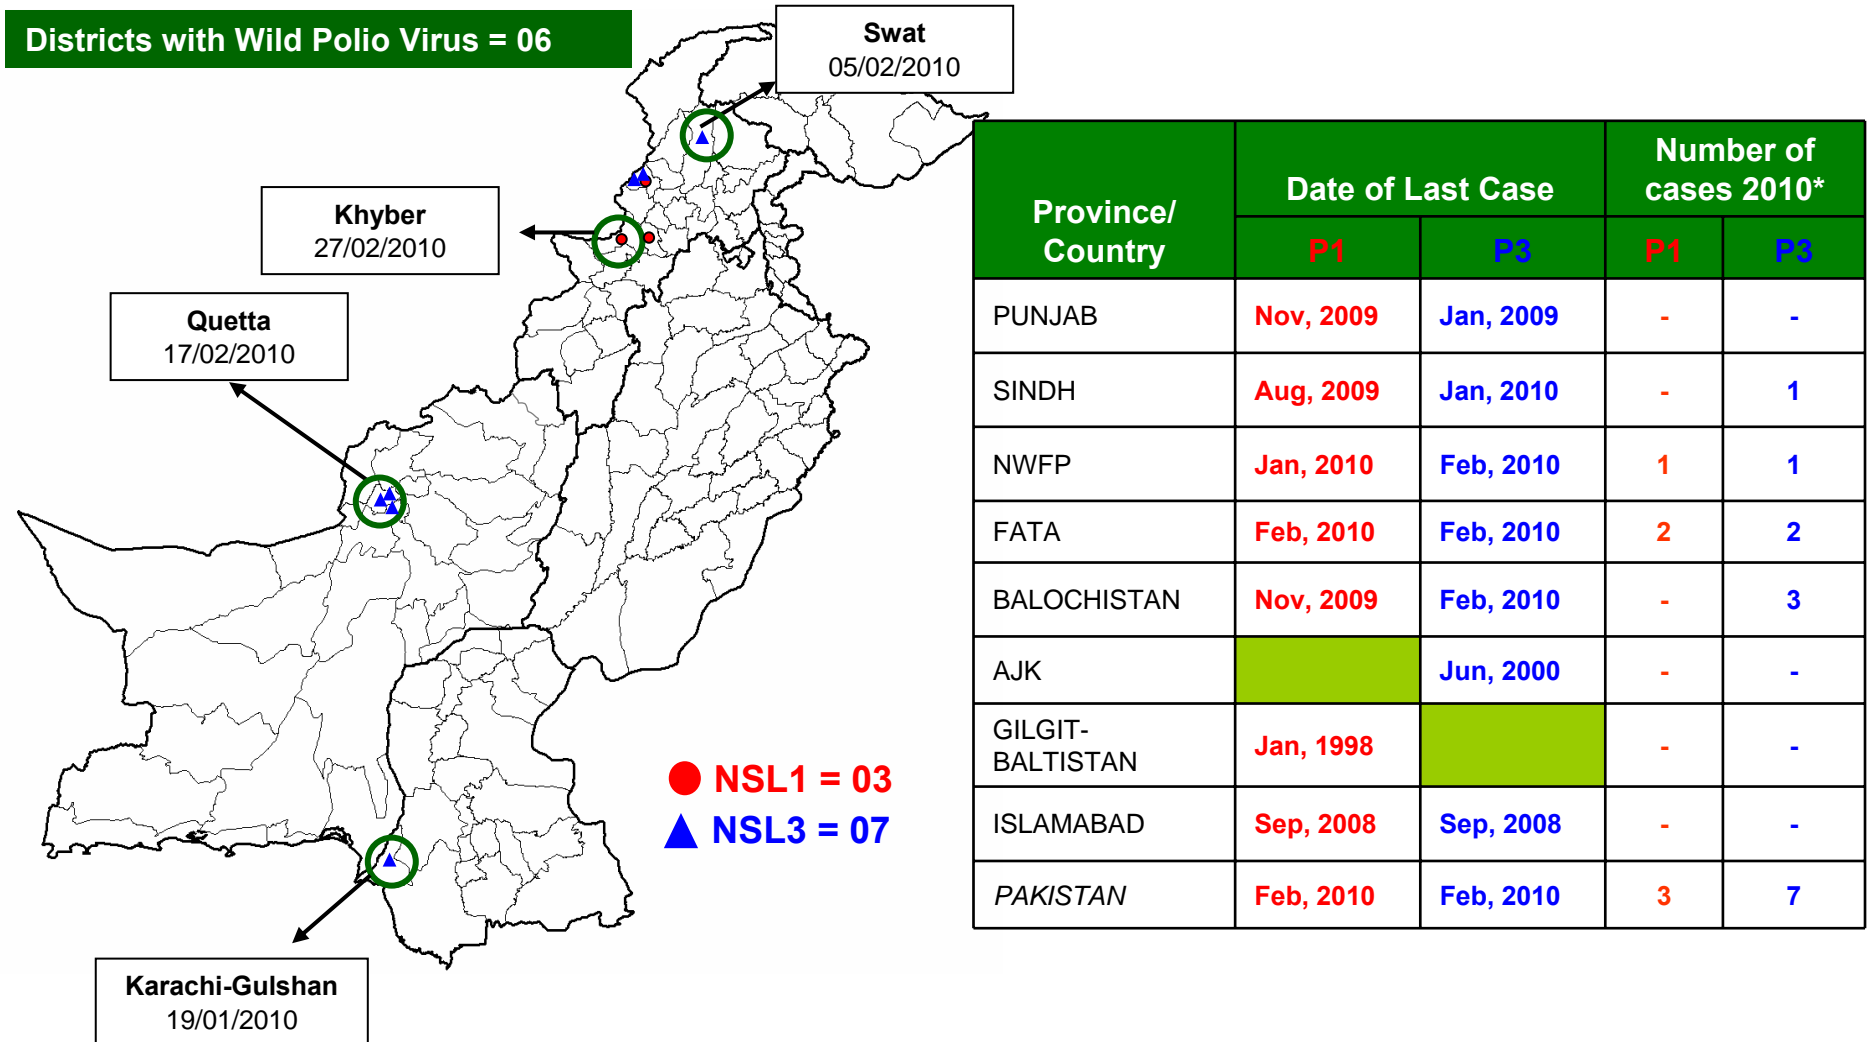 Districts with Wild Polio Virus = 06
Swat
05/02/2010
Khyber
27/02/2010
Quetta
17/02/2010
Karachi-Gulshan
19/01/2010
NSL1 = 03
NSL3 = 07
Province/ Country
Date of Last Case
Number of cases 2010*
P1 P3 P1 P3
PUNJAB Nov, 2009 Jan, 2009 - -
SINDH Aug, 2009 Jan, 2010 - 1
NWFP Jan, 2010 Feb, 2010 1 1
FATA Feb, 2010 Feb, 2010 2 2
BALOCHISTAN Nov, 2009 Feb, 2010 - 3
AJK Jun, 2000 - -
GILGIT-
BALTISTAN Jan, 1998 - -
ISLAMABAD Sep, 2008 Sep, 2008 - -
PAKISTAN Feb, 2010 Feb, 2010 3 7